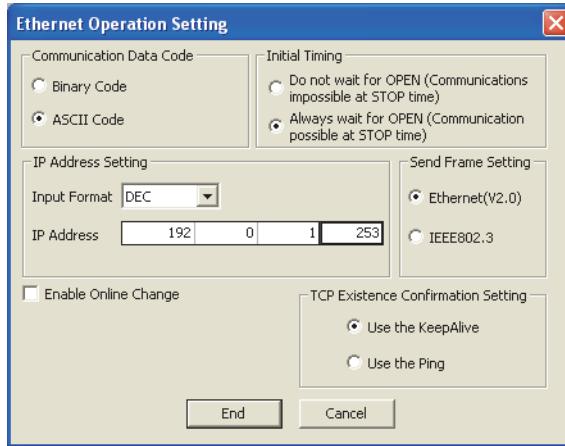 Ethernet Operation Setting
Communication Data Code
Binary Code
ASCII Code
Initial Timing
Do not wait for OPEN (Communications
impossible at STOP time)
Always wait for OPEN (Communication
possible at STOP time)
IP Address Setting
Input Format DEC
IP Address 192 0 1 253
Send Frame Setting
Ethernet(V2.0)
IEEE802.3
Enable Online Change
TCP Existence Confirmation Setting
Use the KeepAlive
Use the Ping
End Cancel